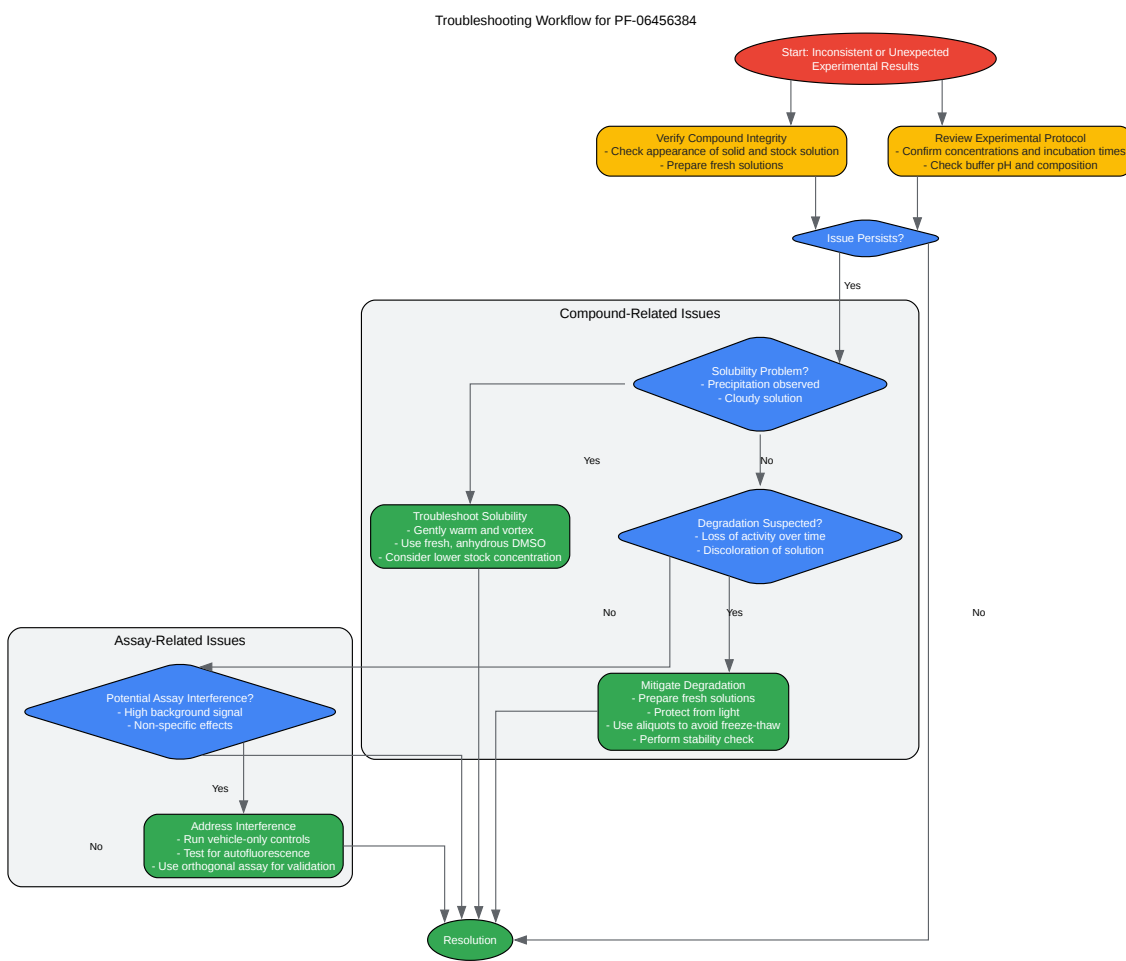 Troubleshooting Workflow for PF-06456384
Start: Inconsistent or Unexpected
Experimental Results
Verify Compound Integrity
- Check appearance of solid and stock solution
- Prepare fresh solutions
Review Experimental Protocol
- Confirm concentrations and incubation times
- Check buffer pH and composition
Issue Persists?
Yes
Compound-Related Issues
Solubility Problem?
- Precipitation observed
- Cloudy solution
Yes
No
Troubleshoot Solubility
- Gently warm and vortex
- Use fresh, anhydrous DMSO
- Consider lower stock concentration
Degradation Suspected?
- Loss of activity over time
- Discoloration of solution
No
Yes
No
Assay-Related Issues
Potential Assay Interference?
- High background signal
- Non-specific effects
Mitigate Degradation
- Prepare fresh solutions
- Protect from light
- Use aliquots to avoid freeze-thaw
- Perform stability check
Yes
Address Interference
- Run vehicle-only controls
- Test for autofluorescence
- Use orthogonal assay for validation
No
Resolution